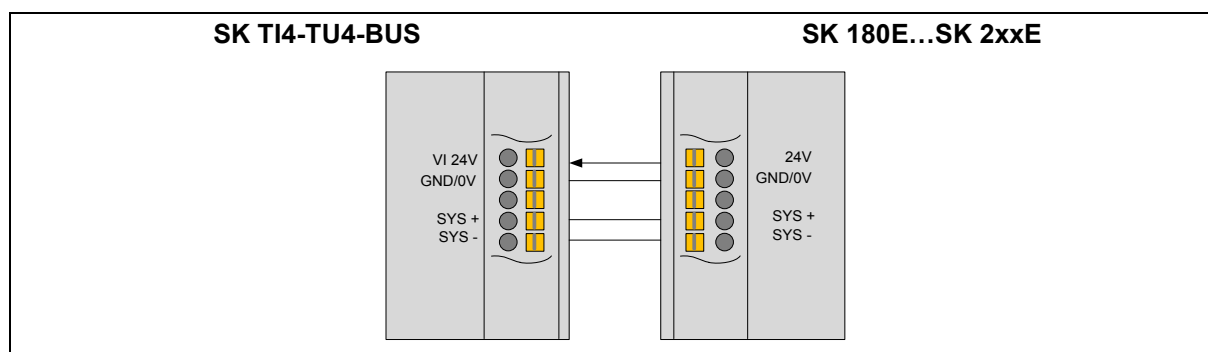 SK TI4-TU4-BUS
SK 180E…SK 2xxE
VI 24V
GND/0V
SYS +
SYS -
24V
GND/0V
SYS +
SYS -